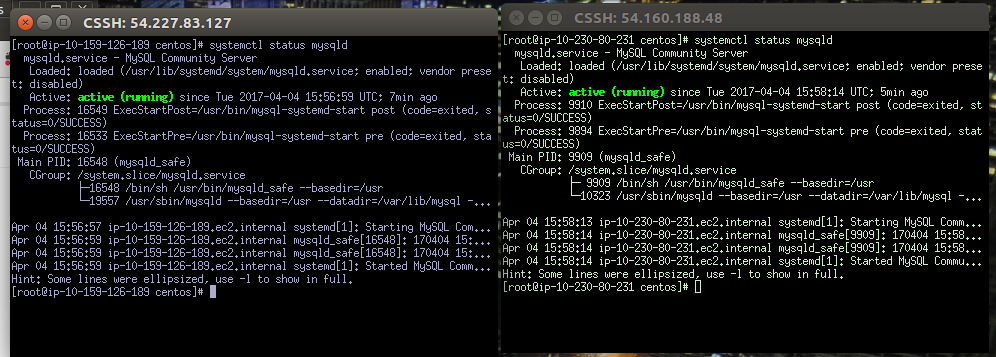 CSSH: 54.227.83.127
[root@ip-10-159-126-189 centos]# systemctl status mysqld
mysqld.service - MySQL Community Server
Loaded: loaded (/usr/lib/systemd/system/mysqld.service; enabled; vendor prese
t: disabled)
Active: active (running) since Tue 2017-04-04 15:56:59 UTC; 7min ago
Process: 16549 ExecStartPost=/usr/bin/mysql-systemd-start post (code=exited, s
tatus=0/SUCCESS)
Process: 16533 ExecStartPre=/usr/bin/mysql-systemd-start pre (code=exited, sta
tus=0/SUCCESS)
Main PID: 16548 (mysqld_safe)
CGroup: /system.slice/mysqld.service
├─16548 /bin/sh /usr/bin/mysqld_safe --basedir=/usr
└─19557 /usr/sbin/mysqld --basedir=/usr --datadir=/var/lib/mysql -...
Apr 04 15:56:57 ip-10-159-126-189.ec2.internal systemd[1]: Starting MySQL Com...
Apr 04 15:56:59 ip-10-159-126-189.ec2.internal mysqld_safe[16548]: 170404 15:...
Apr 04 15:56:59 ip-10-159-126-189.ec2.internal mysqld_safe[16548]: 170404 15:...
Apr 04 15:56:59 ip-10-159-126-189.ec2.internal systemd[1]: Started MySQL Comm...
Hint: Some lines were ellipsized, use -l to show in full.
[root@ip-10-159-126-189 centos]#
CSSH: 54.160.188.48
[root@ip-10-230-80-231 centos]# systemctl status mysqld
mysqld.service - MySQL Community Server
Loaded: loaded (/usr/lib/systemd/system/mysqld.service; enabled; vendor prese
t: disabled)
Active: active (running) since Tue 2017-04-04 15:58:14 UTC; 5min ago
Process: 9910 ExecStartPost=/usr/bin/mysql-systemd-start post (code=exited, st
atus=0/SUCCESS)
Process: 9894 ExecStartPre=/usr/bin/mysql-systemd-start pre (code=exited, stat
us=0/SUCCESS)
Main PID: 9909 (mysqld_safe)
CGroup: /system.slice/mysqld.service
├─ 9909 /bin/sh /usr/bin/mysqld_safe --basedir=/usr
└─10323 /usr/sbin/mysqld --basedir=/usr --datadir=/var/lib/mysql -...
Apr 04 15:58:13 ip-10-230-80-231.ec2.internal systemd[1]: Starting MySQL Comm...
Apr 04 15:58:14 ip-10-230-80-231.ec2.internal mysqld_safe[9909]: 170404 15:58...
Apr 04 15:58:14 ip-10-230-80-231.ec2.internal mysqld_safe[9909]: 170404 15:58...
Apr 04 15:58:14 ip-10-230-80-231.ec2.internal systemd[1]: Started MySQL Commu...
Hint: Some lines were ellipsized, use -l to show in full.
[root@ip-10-230-80-231 centos]#